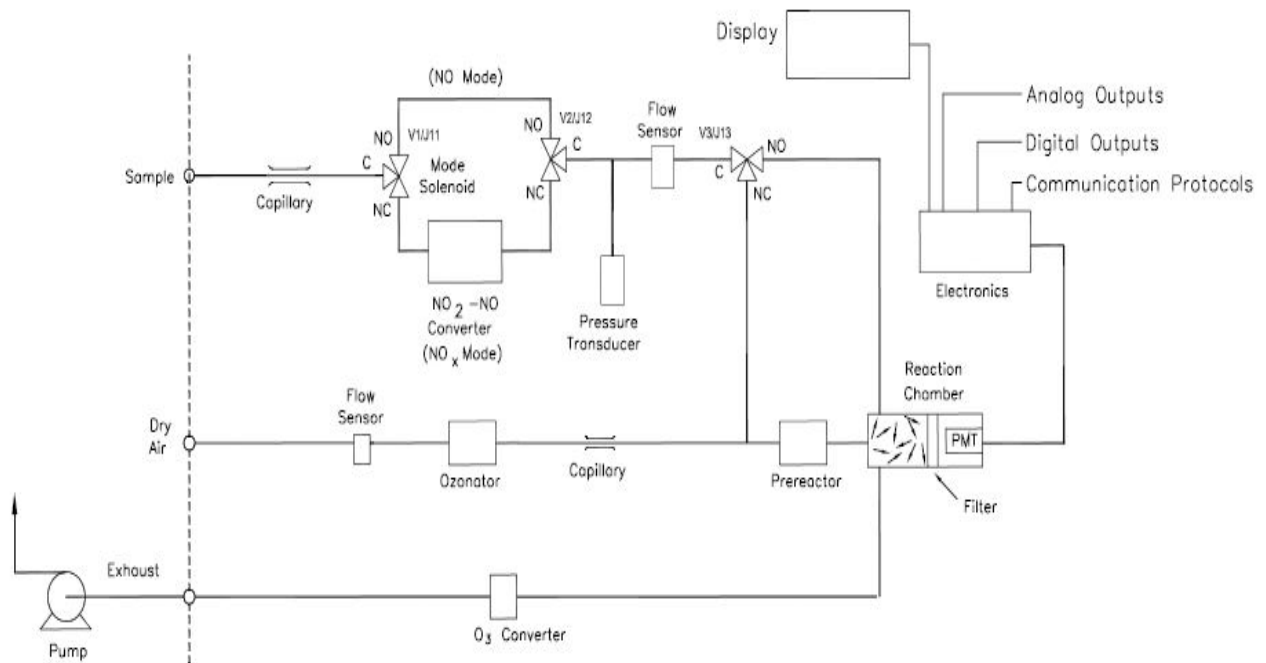 Display
(NO Mode)
Analog Outputs
Digital Outputs
Communication Protocols
NO
V1/J11
C
Mode
Solenoid
NC
NO
V2/J12
C
NC
Flow
Sensor
V3/J13
NO
C
NC
Sample
Capillary
NO2-NO
Converter
(NOx Mode)
Pressure
Transducer
Electronics
Reaction
Chamber
Dry
Air
Flow
Sensor
Ozonator
Capillary
Prereactor
PMT
Filter
Exhaust
Pump
O3 Converter